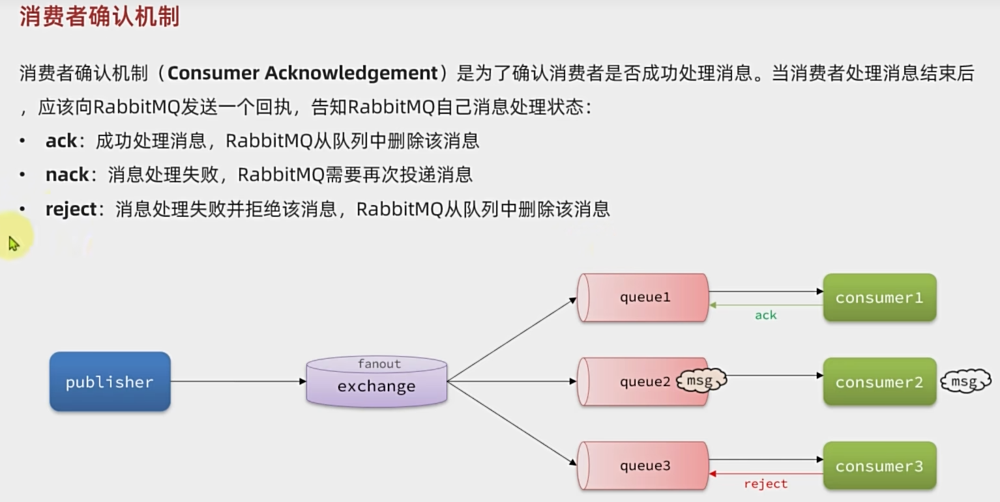 消费者确认机制
消费者确认机制（Consumer Acknowledgement）是为了确认消费者是否成功处理消息。当消费者处理消息结束后
，应该向RabbitMQ发送一个回执，告知RabbitMQ自己消息处理状态：
• ack：成功处理消息，RabbitMQ从队列中删除该消息
• nack：消息处理失败，RabbitMQ需要再次投递消息
• reject：消息处理失败并拒绝该消息，RabbitMQ从队列中删除该消息
queue1
consumer1
ack
fanout
publisher
exchange
queue2
msg
consumer2
msg
queue3
consumer3
reject